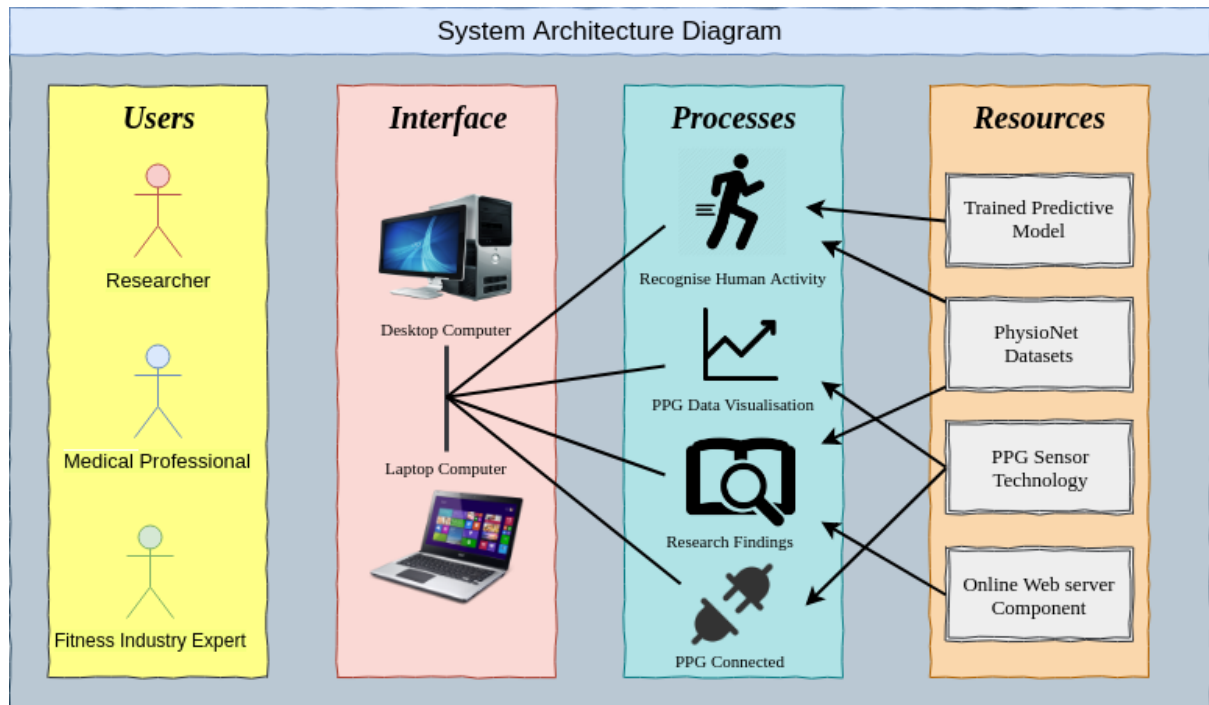 System Architecture Diagram
Users
Researcher
Medical Professional
Fitness Industry Expert
Interface
Desktop Computer
Laptop Computer
Processes
Recognise Human Activity
PPG Data Visualisation
Research Findings
PPG Connected
Resources
Trained Predictive
Model
PhysioNet
Datasets
PPG Sensor
Technology
Online Web server
Component